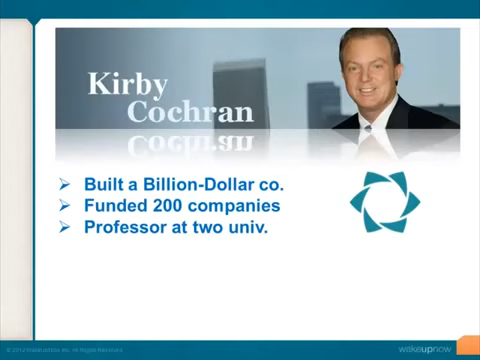 Kirby
Cochran
Built a Billion-Dollar co.
Funded 200 companies
Professor at two univ.
wakeupnow